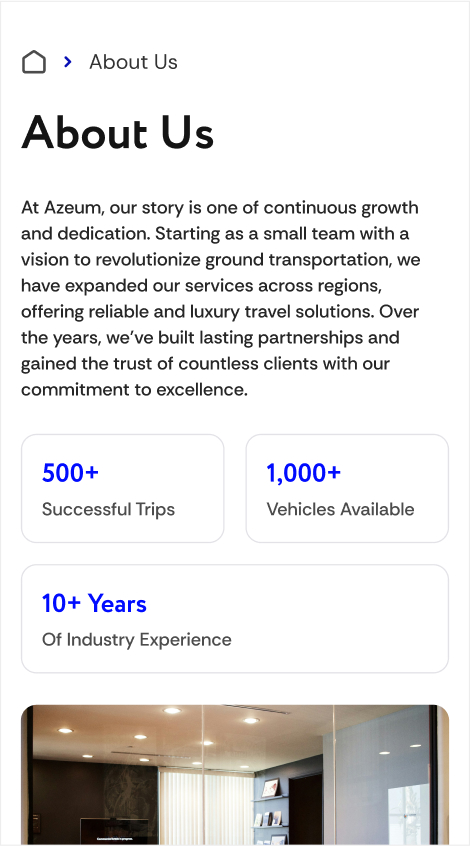 About Us
About Us
At Azeum, our story is one of continuous growth
and dedication. Starting as a small team with a
vision to revolutionize ground transportation, we
have expanded our services across regions,
offering reliable and luxury travel solutions. Over
the years, we've built lasting partnerships and
gained the trust of countless clients with our
commitment to excellence.
500+
Successful Trips
1,000+
Vehicles Available
10+ Years
Of Industry Experience